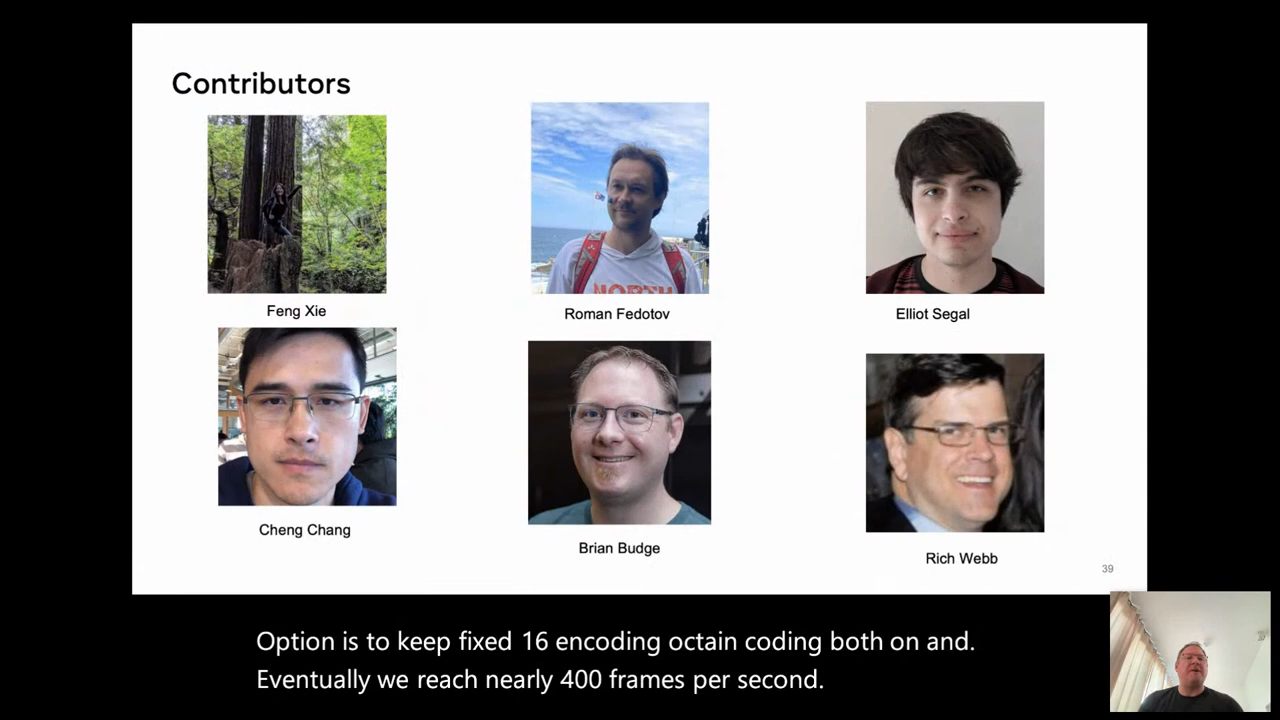 Contributors
NORTH
Feng Xie
Roman Fedotov
Elliot Segal
Cheng Chang
Brian Budge
Rich Webb
39
Option is to keep fixed 16 encoding octain coding both on and.
Eventually we reach nearly 400 frames per second.